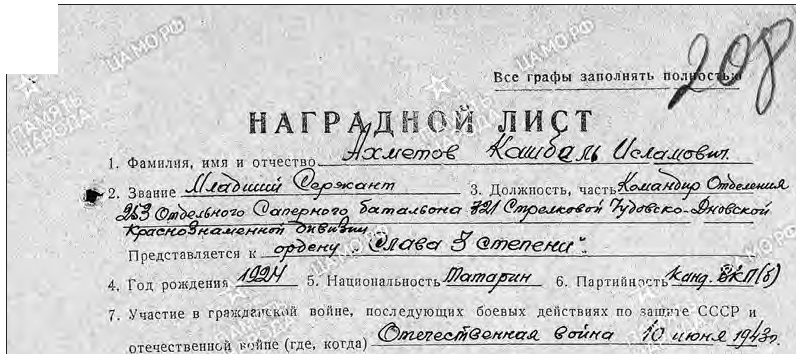 208
Все графы заполнять полностью
НАГРАДНОЙ ЛИСТ
1. Фамилия, имя и отчество Ахметов Кашбаль Исламович.
2. Звание Младший Сержант 3. Должность, часть Командир Отделения
253 Отдельного Саперного батальона 321 Стрелковой Чудовско-Дновской
Краснознаменной дивизии
Представляется к ордену "Слава 3 степени".
4. Год рождения 1924 5. Национальность Татарин 6. Партийность Канд. ВКП(б)
7. Участие в гражданской войне, последующих боевых действиях по защите СССР и
отечественной войне (где, когда) Отечественная война 10 июня 1943г.
ЦАМО.РФ
ПАМЯТЬ НАРОДА